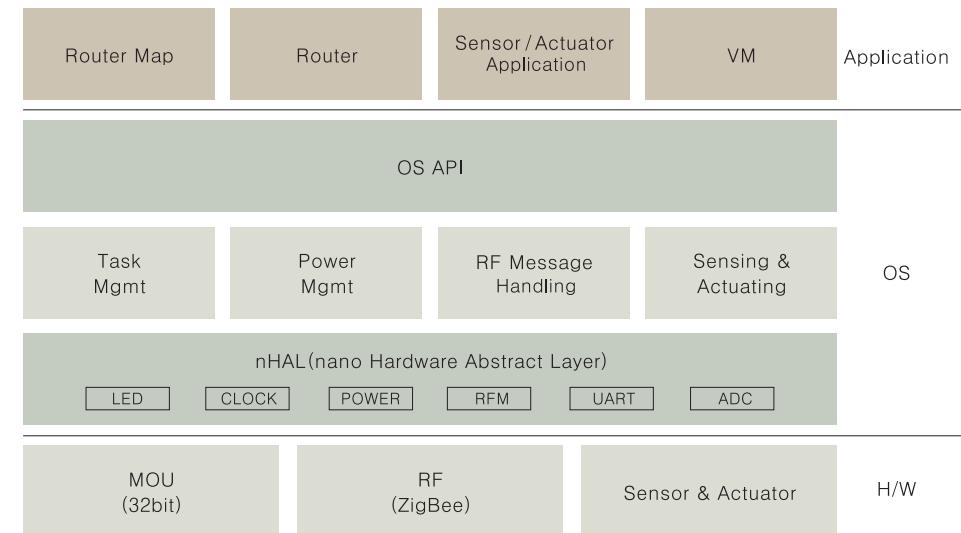 Router Map
Router
Sensor / Actuator
Application
VM
Application
OS API
Task
Mgmt
Power
Mgmt
RF Message
Handling
Sensing &
Actuating
OS
nHAL(nano Hardware Abstract Layer)
LED
CLOCK
POWER
RFM
UART
ADC
MOU
(32bit)
RF
(ZigBee)
Sensor & Actuator
H/W